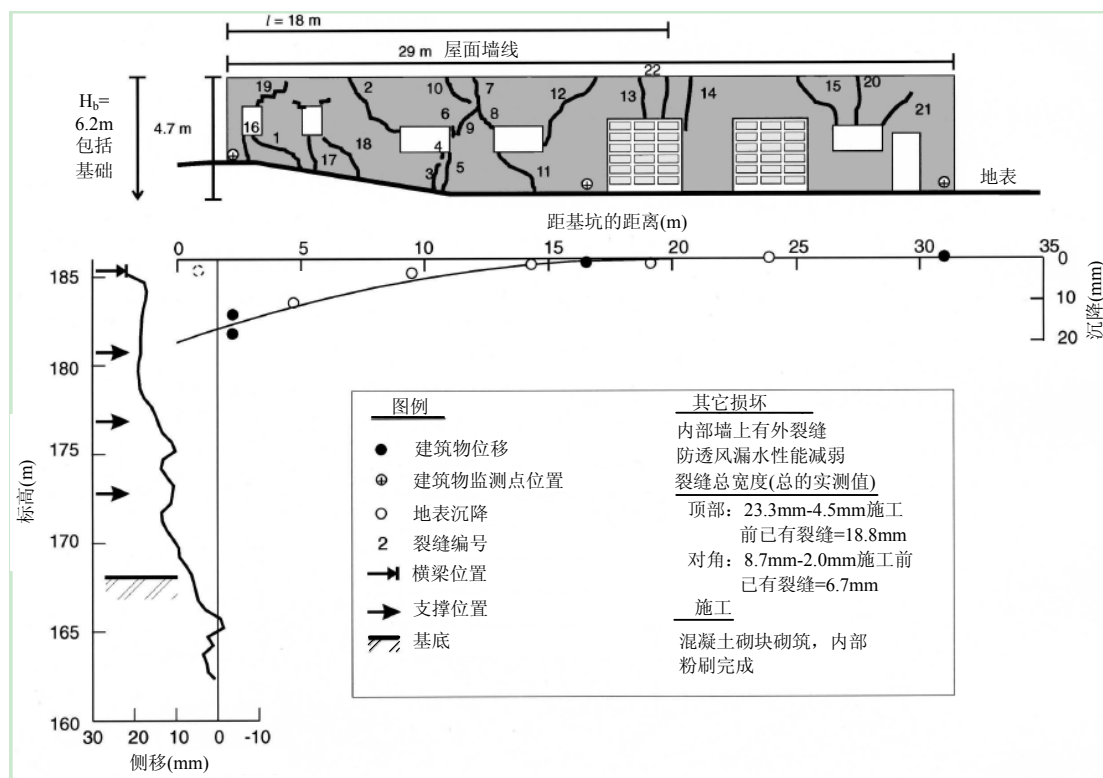 l = 18 m
29 m 屋面墙线
22
19
2
10
7
12
13
14
15
20
21
6
9
8
16
1
18
17
4
3
5
11
Hb=
6.2m
包括
基础
4.7 m
地表
距基坑的距离(m)
0 5 10 15 20 25 30 35
0
10
20
沉降(mm)
185
180
175
170
165
160
标高(m)
30 20 10 0 -10
侧移(mm)
图例
建筑物位移
建筑物监测点位置
地表沉降
2 裂缝编号
横梁位置
支撑位置
基底
其它损坏
内部墙上有外裂缝
防透风漏水性能减弱
裂缝总宽度(总的实测值)
顶部：23.3mm-4.5mm施工
前已有裂缝=18.8mm
对角：8.7mm-2.0mm施工前
已有裂缝=6.7mm
施工
混凝土砌块砌筑，内部
粉刷完成